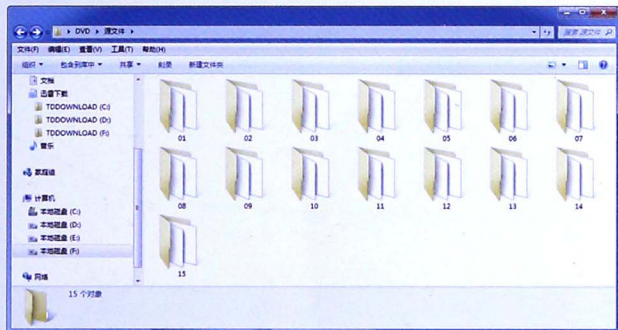 DVD ▸ 源文件 ▸
搜索 源文件
文件(F) 编辑(E) 查看(V) 工具(T) 帮助(H)
组织 包含到库中 共享 刻录 新建文件夹
文档
迅雷下载
TDDOWNLOAD (C:)
TDDOWNLOAD (D:)
TDDOWNLOAD (F:)
音乐
家庭组
计算机
本地磁盘 (C:)
本地磁盘 (D:)
本地磁盘 (E:)
本地磁盘 (F:)
网络
01 02 03 04 05 06 07
08 09 10 11 12 13 14
15
15 个对象